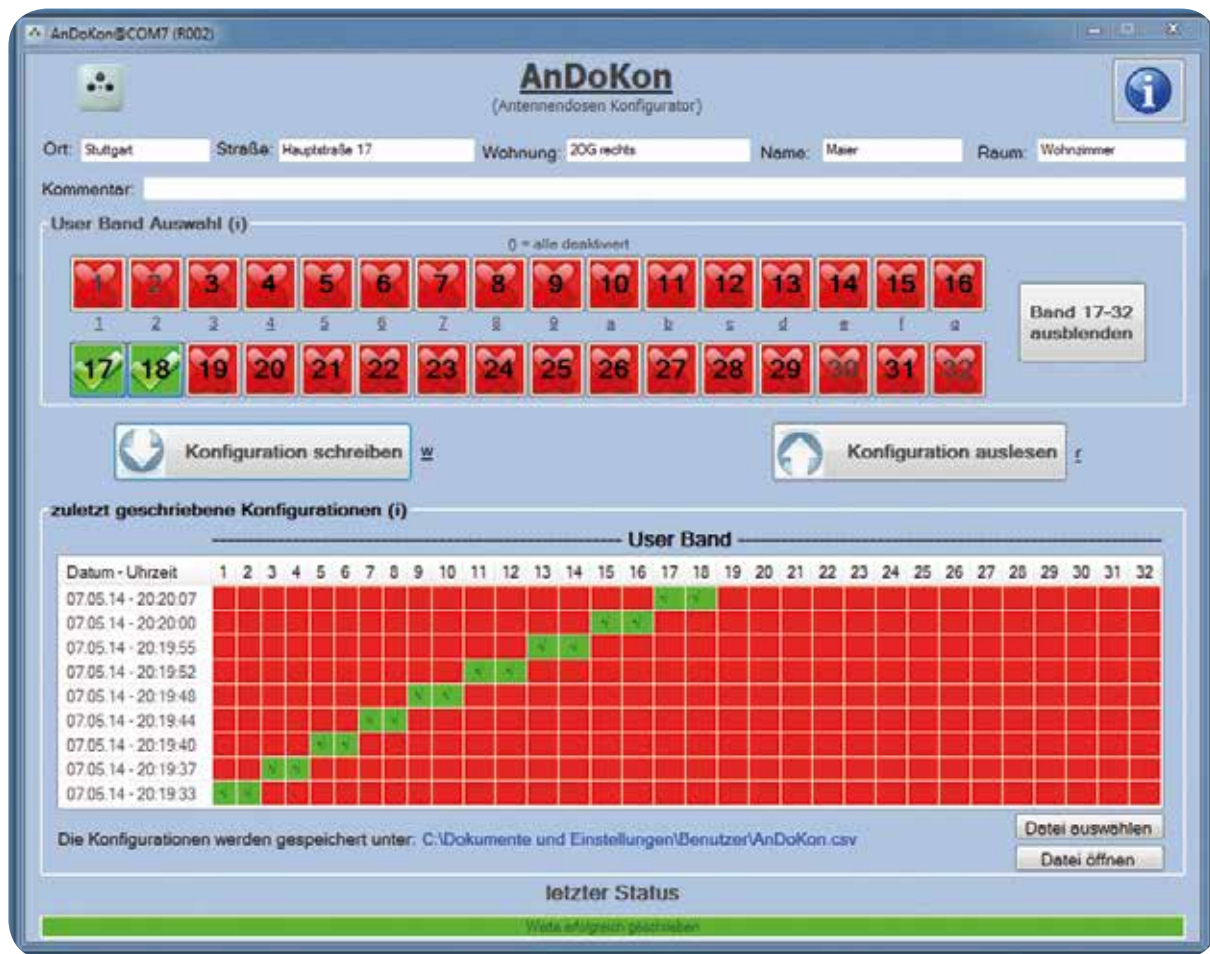 AnDoKon@COM7 (R002)
AnDoKon
(Antennendosen Konfigurator)
Ort: Stuttgart Straße: Hauptstraße 17 Wohnung: 2OG rechts Name: Maier Raum: Wohnzimmer
Kommentar:
User Band Auswahl (i)
0 = alle deaktiviert
1 2 3 4 5 6 7 8 9 10 11 12 13 14 15 16
1 2 3 4 5 6 7 8 9 a b c d e f g
Band 17-32
ausblenden
17 18 19 20 21 22 23 24 25 26 27 28 29 30 31 32
Konfiguration schreiben w
Konfiguration auslesen r
zuletzt geschriebene Konfigurationen (i)
User Band
Datum - Uhrzeit 1 2 3 4 5 6 7 8 9 10 11 12 13 14 15 16 17 18 19 20 21 22 23 24 25 26 27 28 29 30 31 32
07.05.14 - 20:20:07
07.05.14 - 20:20:00
07.05.14 - 20:19:55
07.05.14 - 20:19:52
07.05.14 - 20:19:48
07.05.14 - 20:19:44
07.05.14 - 20:19:40
07.05.14 - 20:19:37
07.05.14 - 20:19:33
Die Konfigurationen werden gespeichert unter: C:\Dokumente und Einstellungen\Benutzer\AnDoKon.csv
Datei auswählen
Datei öffnen
letzter Status
Werte erfolgreich geschrieben